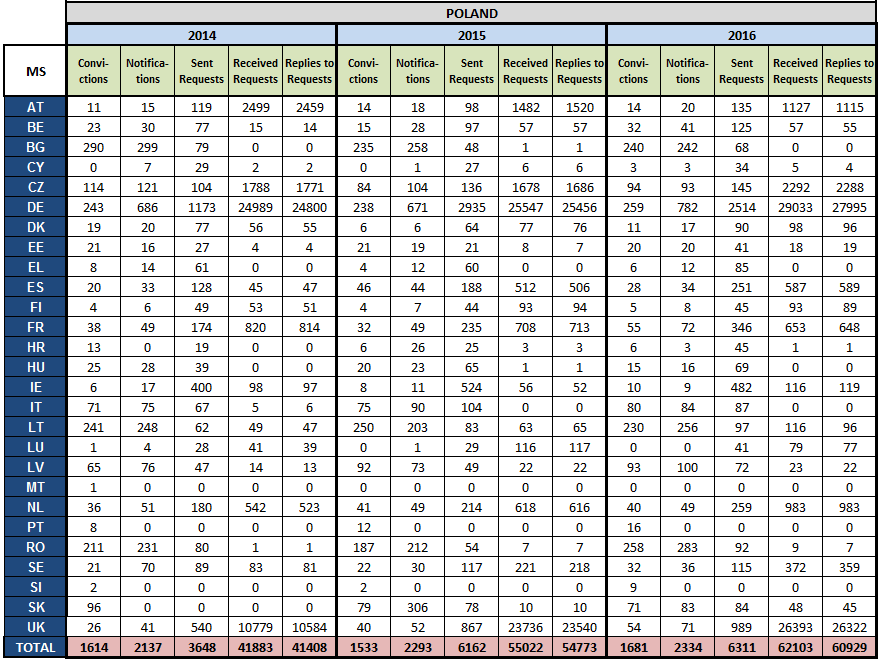 POLAND
2014 2015 2016
MS Convi-ctions Notifica-tions Sent Requests Received Requests Replies to Requests Convi-ctions Notifica-tions Sent Requests Received Requests Replies to Requests Convi-ctions Notifica-tions Sent Requests Received Requests Replies to Requests
AT 11 15 119 2499 2459 14 18 98 1482 1520 14 20 135 1127 1115
BE 23 30 77 15 14 15 28 97 57 57 32 41 125 57 55
BG 290 299 79 0 0 235 258 48 1 1 240 242 68 0 0
CY 0 7 29 2 2 0 1 27 6 6 3 3 34 5 4
CZ 114 121 104 1788 1771 84 104 136 1678 1686 94 93 145 2292 2288
DE 243 686 1173 24989 24800 238 671 2935 25547 25456 259 782 2514 29033 27995
DK 19 20 77 56 55 6 6 64 77 76 11 17 90 98 96
EE 21 16 27 4 4 21 19 21 8 7 20 20 41 18 19
EL 8 14 61 0 0 4 12 60 0 0 6 12 85 0 0
ES 20 33 128 45 47 46 44 188 512 506 28 34 251 587 589
FI 4 6 49 53 51 4 7 44 93 94 5 8 45 93 89
FR 38 49 174 820 814 32 49 235 708 713 55 72 346 653 648
HR 13 0 19 0 0 6 26 25 3 3 6 3 45 1 1
HU 25 28 39 0 0 20 23 65 1 1 15 16 69 0 0
IE 6 17 400 98 97 8 11 524 56 52 10 9 482 116 119
IT 71 75 67 5 6 75 90 104 0 0 80 84 87 0 0
LT 241 248 62 49 47 250 203 83 63 65 230 256 97 116 96
LU 1 4 28 41 39 0 1 29 116 117 0 0 41 79 77
LV 65 76 47 14 13 92 73 49 22 22 93 100 72 23 22
MT 1 0 0 0 0 0 0 0 0 0 0 0 0 0 0
NL 36 51 180 542 523 41 49 214 618 616 40 49 259 983 983
PT 8 0 0 0 0 12 0 0 0 0 16 0 0 0 0
RO 211 231 80 1 1 187 212 54 7 7 258 283 92 9 7
SE 21 70 89 83 81 22 30 117 221 218 32 36 115 372 359
SI 2 0 0 0 0 2 0 0 0 0 9 0 0 0 0
SK 96 0 0 0 0 79 306 78 10 10 71 83 84 48 45
UK 26 41 540 10779 10584 40 52 867 23736 23540 54 71 989 26393 26322
TOTAL 1614 2137 3648 41883 41408 1533 2293 6162 55022 54773 1681 2334 6311 62103 60929